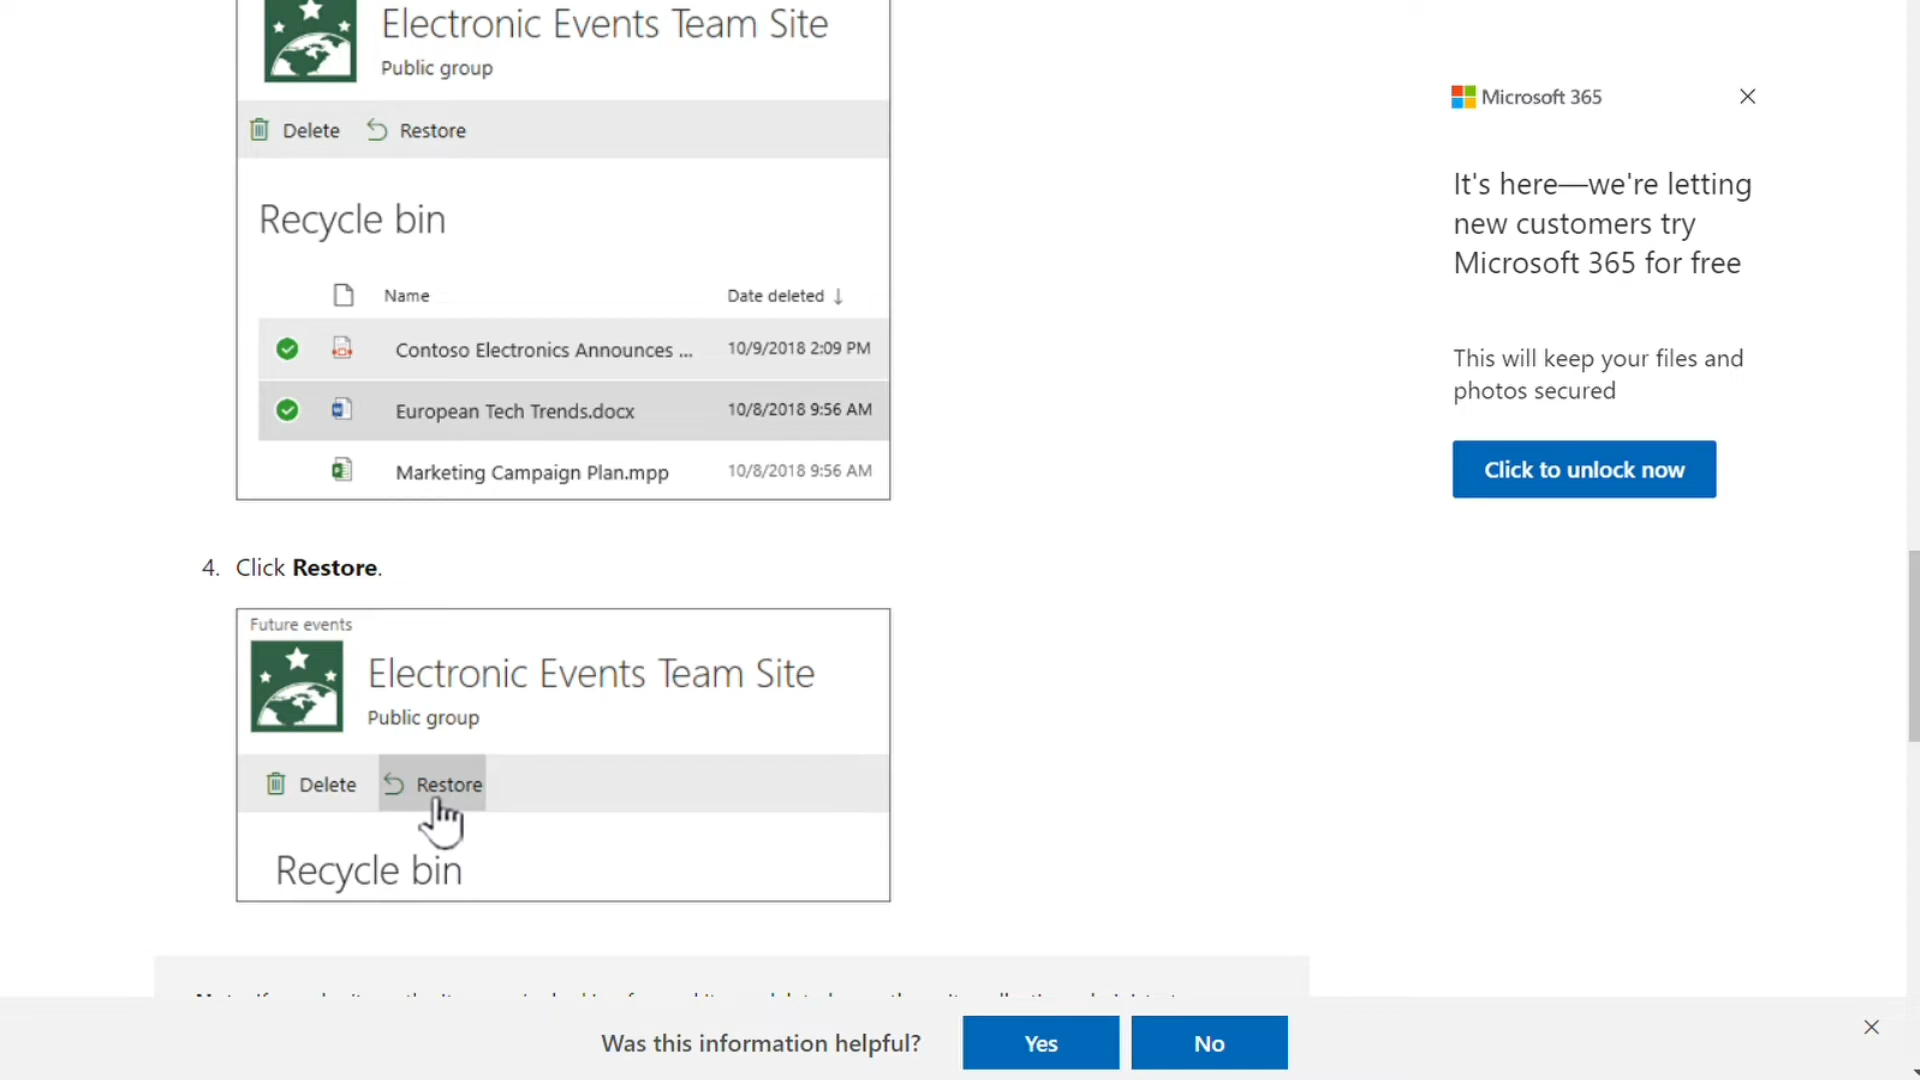 Electronic Events Team Site
Public group
Delete Restore
Recycle bin
Name Date deleted ↓
Contoso Electronics Announces ... 10/9/2018 2:09 PM
European Tech Trends.docx 10/8/2018 9:56 AM
Marketing Campaign Plan.mpp 10/8/2018 9:56 AM
4. Click Restore.
Future events
Electronic Events Team Site
Public group
Delete Restore
Recycle bin
Microsoft 365
It's here—we're letting
new customers try
Microsoft 365 for free
This will keep your files and
photos secured
Click to unlock now
Was this information helpful? Yes No